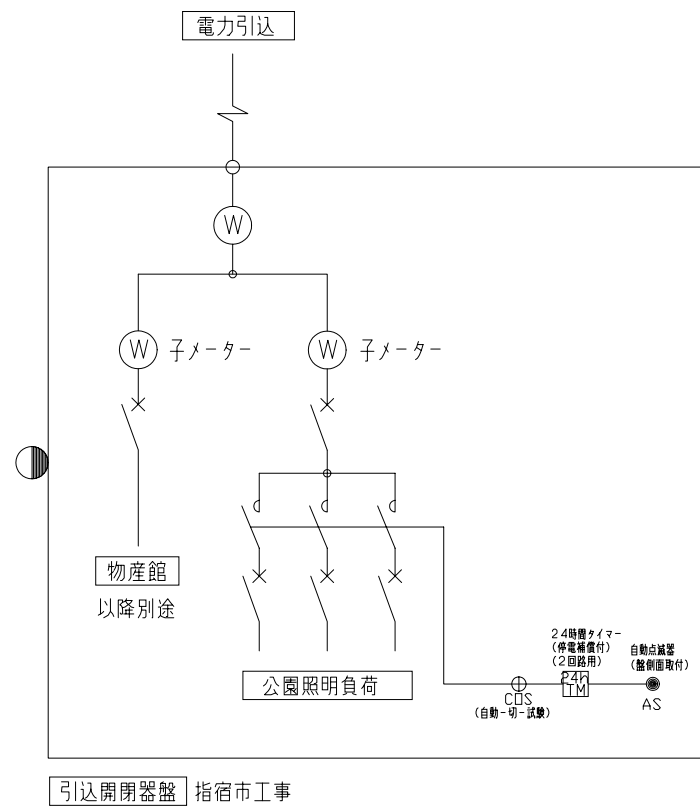 電力引込
W
W 子メーター W 子メーター
物産館
以降別途
公園照明負荷
24時間タイマー
(停電補償付)
(2回路用)
自動点滅器
(盤側面取付)
24h
TM
COS
(自動-切-試験)
AS
引込開閉器盤 指宿市工事